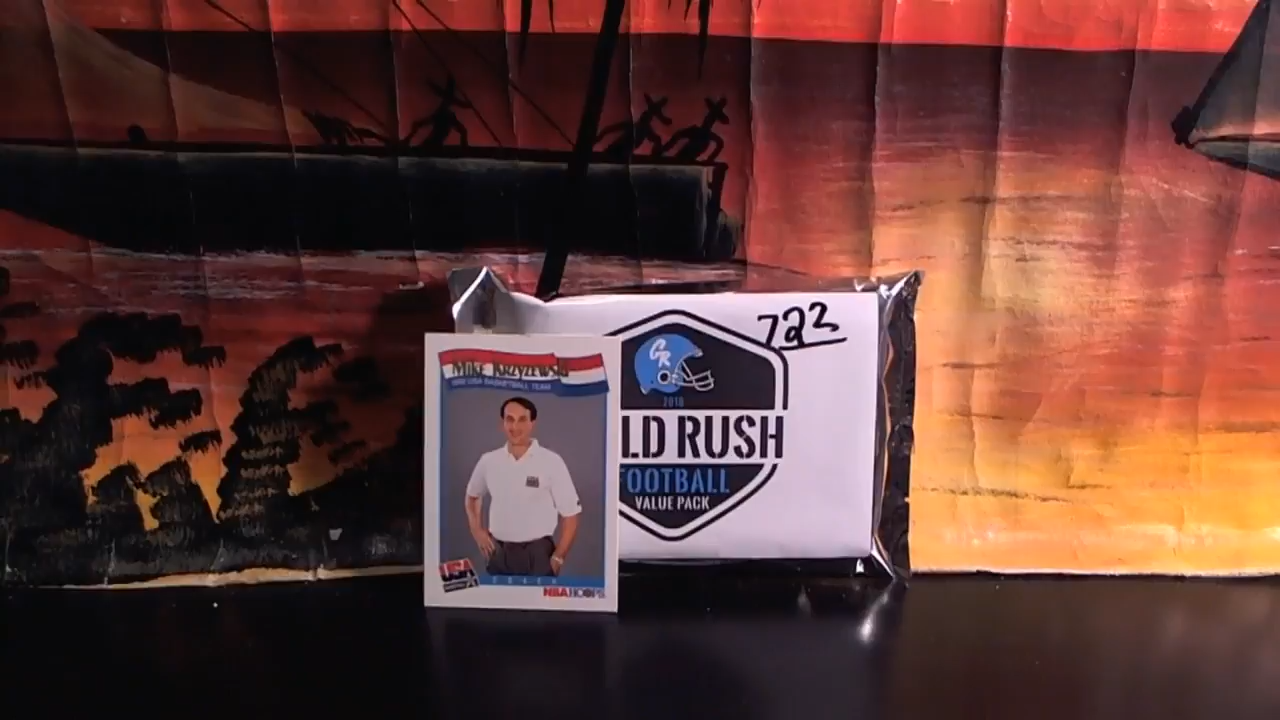 MIKE KRZYZEWSKI
1992 USA BASKETBALL TEAM
USA
COACH
NBA HOOPS
722
GR
2018
LD RUSH
FOOTBALL
VALUE PACK